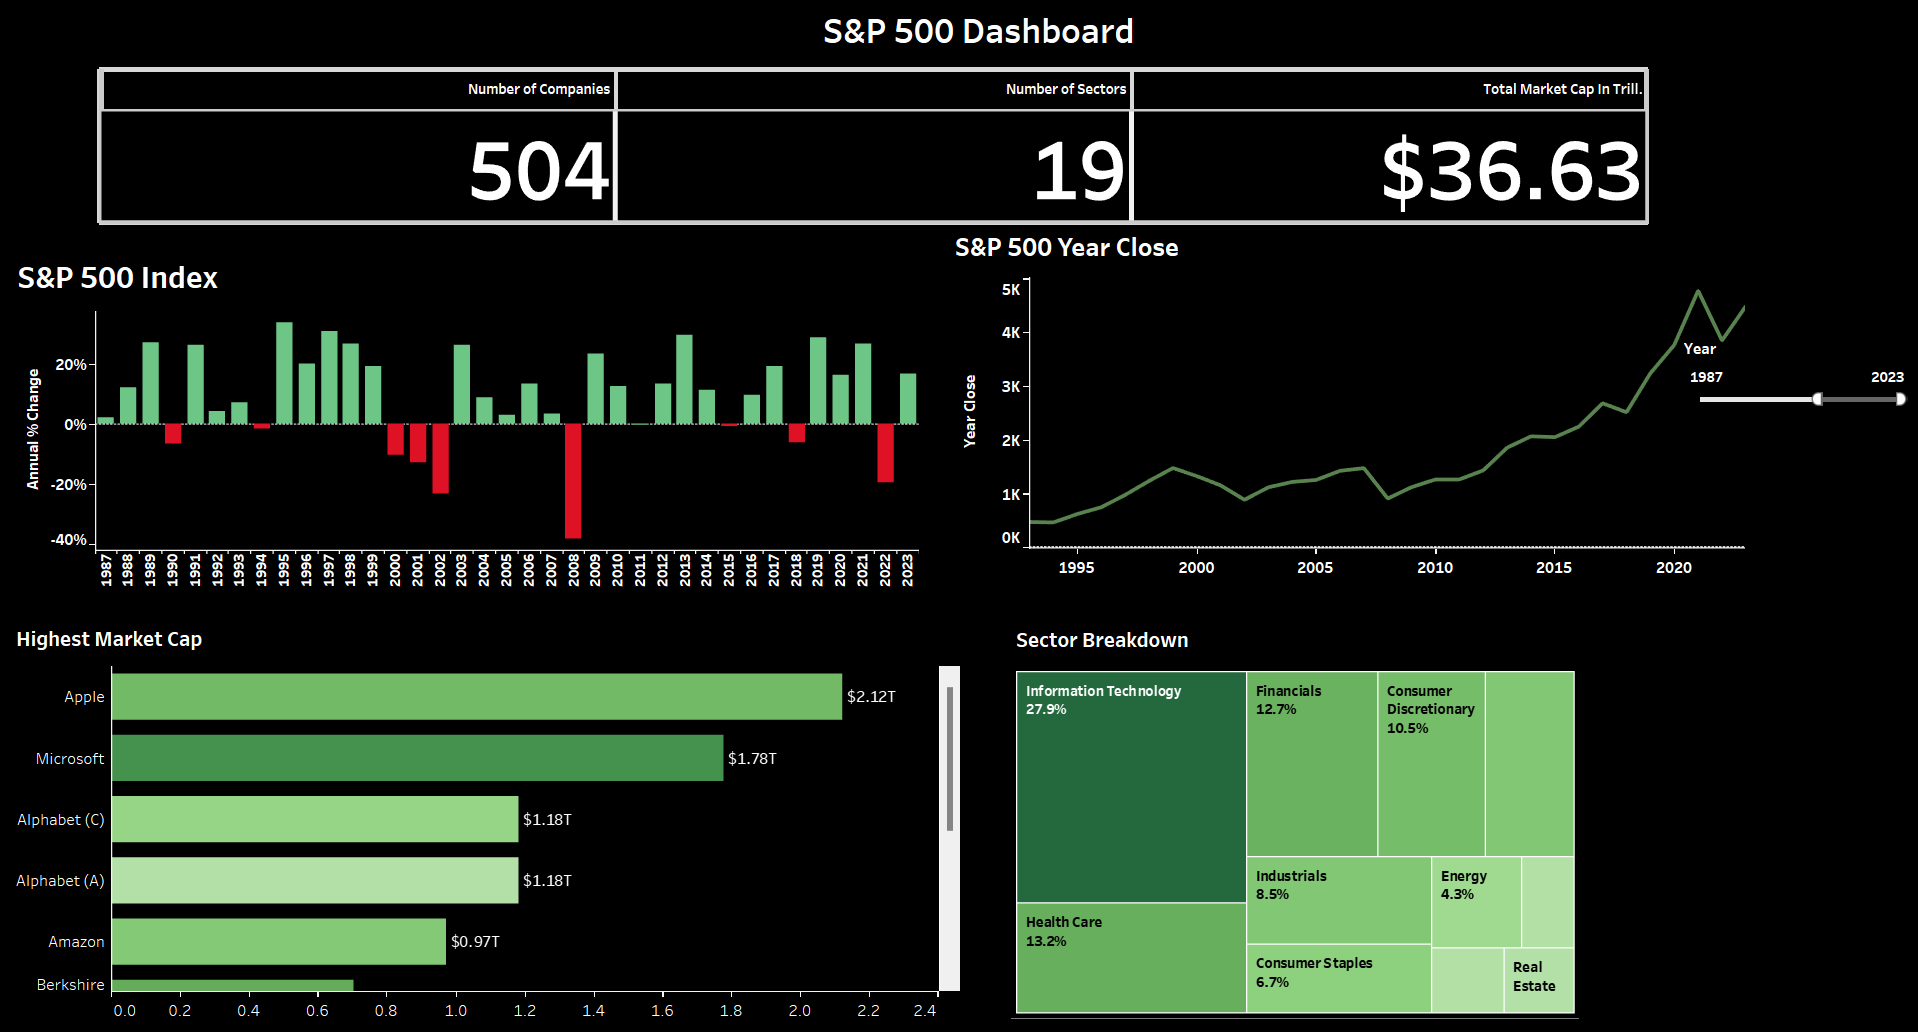 S&P 500 Dashboard
Number of Companies
Number of Sectors
Total Market Cap In Trill.
504
19
$36.63
S&P 500 Index
Annual % Change
20%
0%
-20%
-40%
1987
1988
1989
1990
1991
1992
1993
1994
1995
1996
1997
1998
1999
2000
2001
2002
2003
2004
2005
2006
2007
2008
2009
2010
2011
2012
2013
2014
2015
2016
2017
2018
2019
2020
2021
2022
2023
S&P 500 Year Close
Year Close
5K
4K
3K
2K
1K
0K
1995
2000
2005
2010
2015
2020
Year
1987
2023
Highest Market Cap
Apple
$2.12T
Microsoft
$1.78T
Alphabet (C)
$1.18T
Alphabet (A)
$1.18T
Amazon
$0.97T
Berkshire
0.0
0.2
0.4
0.6
0.8
1.0
1.2
1.4
1.6
1.8
2.0
2.2
2.4
Sector Breakdown
Information Technology
27.9%
Health Care
13.2%
Financials
12.7%
Consumer
Discretionary
10.5%
Industrials
8.5%
Consumer Staples
6.7%
Energy
4.3%
Real
Estate